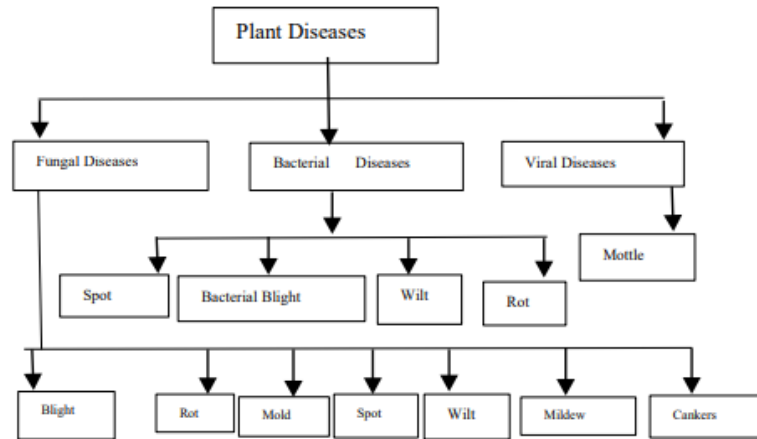 Plant Diseases
Fungal Diseases
Bacterial Diseases
Viral Diseases
Mottle
Spot
Bacterial Blight
Wilt
Rot
Blight
Rot
Mold
Spot
Wilt
Mildew
Cankers